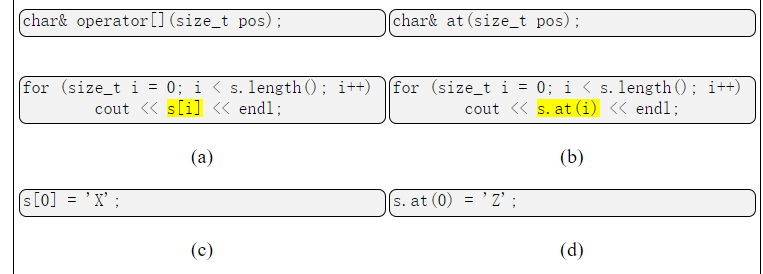 char& operator[](size_t pos);
char& at(size_t pos);
for (size_t i = 0; i < s.length(); i++)
cout << s[i] << endl;
for (size_t i = 0; i < s.length(); i++)
cout << s.at(i) << endl;
(a)
(b)
s[0] = 'X';
s.at(0) = 'Z';
(c)
(d)